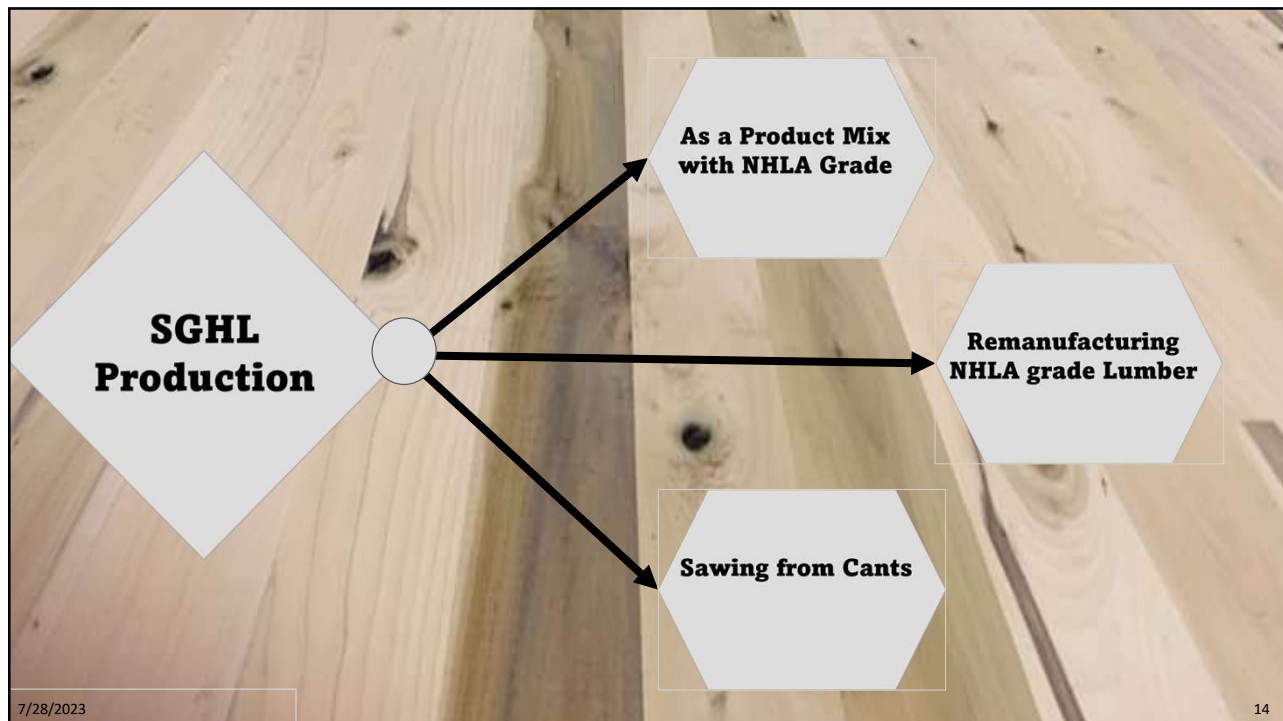 SGHL
Production
As a Product Mix
with NHLA Grade
Remanufacturing
NHLA grade Lumber
Sawing from Cants
7/28/2023
14